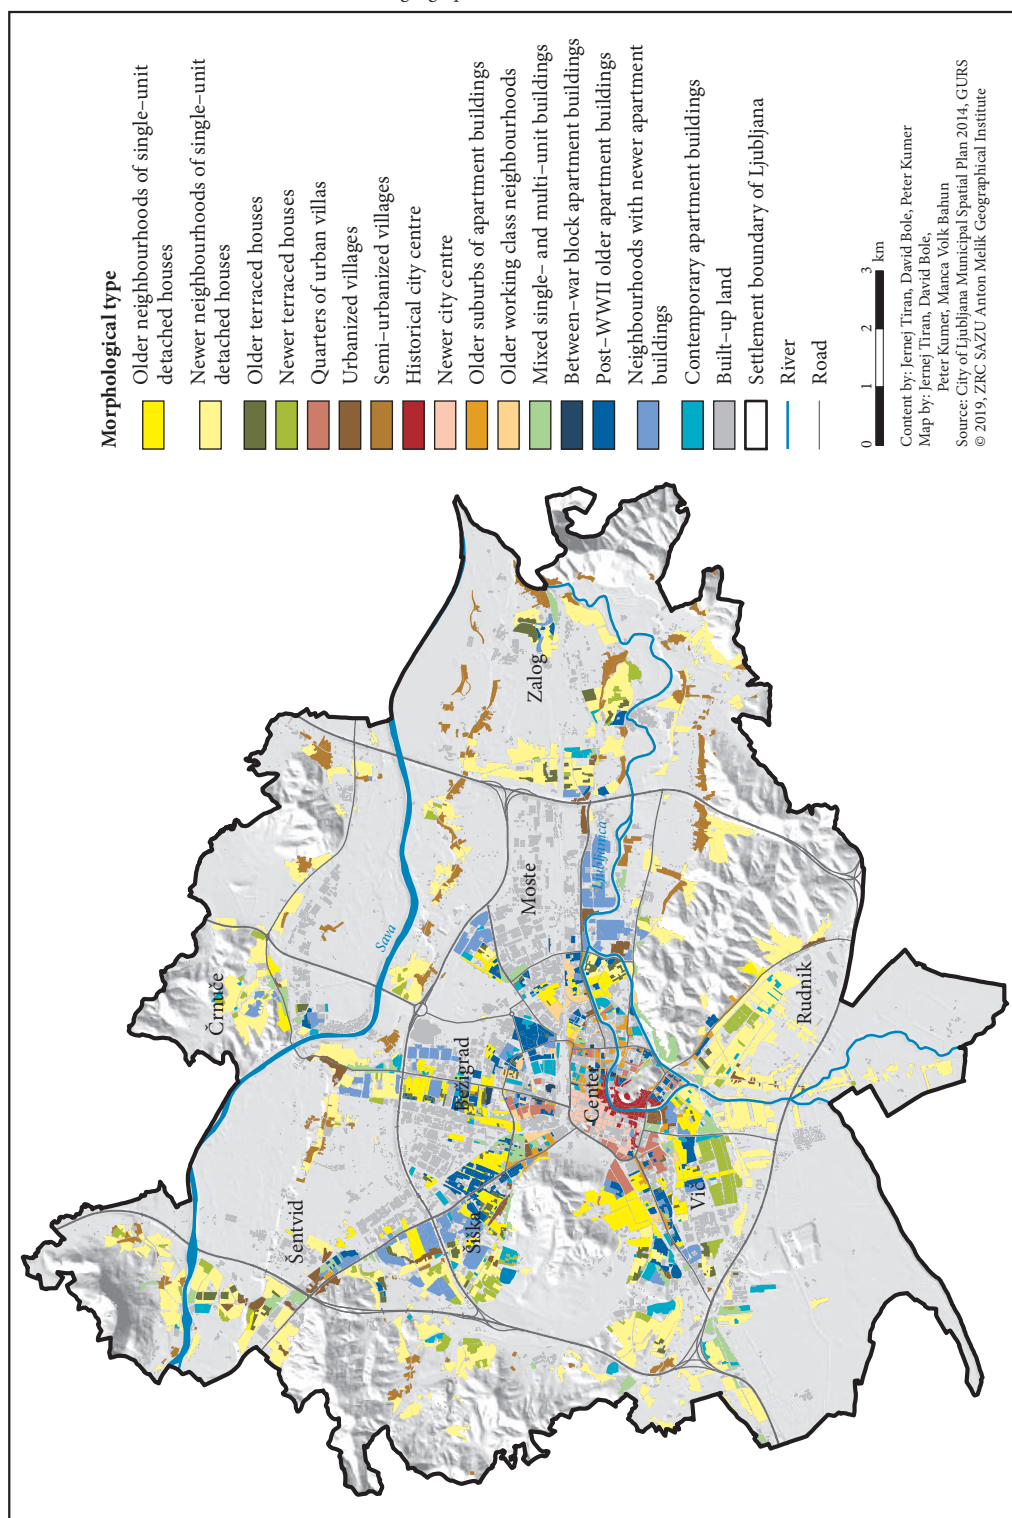 Morphological type
Older neighbourhoods of single–unit
detached houses
Newer neighbourhoods of single–unit
detached houses
Older terraced houses
Newer terraced houses
Quarters of urban villas
Urbanized villages
Semi–urbanized villages
Historical city centre
Newer city centre
Older suburbs of apartment buildings
Older working class neighbourhoods
Mixed single– and multi–unit buildings
Between–war block apartment buildings
Post–WWII older apartment buildings
Neighbourhoods with newer apartment
buildings
Contemporary apartment buildings
Built–up land
Settlement boundary of Ljubljana
River
Road
0 1 2 3
km
Content by: Jernej Tiran, David Bole, Peter Kumer
Map by: Jernej Tiran, David Bole,
Peter Kumer, Manca Volk Bahun
Source: City of Ljubljana Municipal Spatial Plan 2014, GURS
© 2019, ZRC SAZU Anton Melik Geographical Institute
Črnuče
Sava
Šentvid
Bežigrad
Šiška
Moste
Zalog
Ljubljanica
Center
Vič
Rudnik